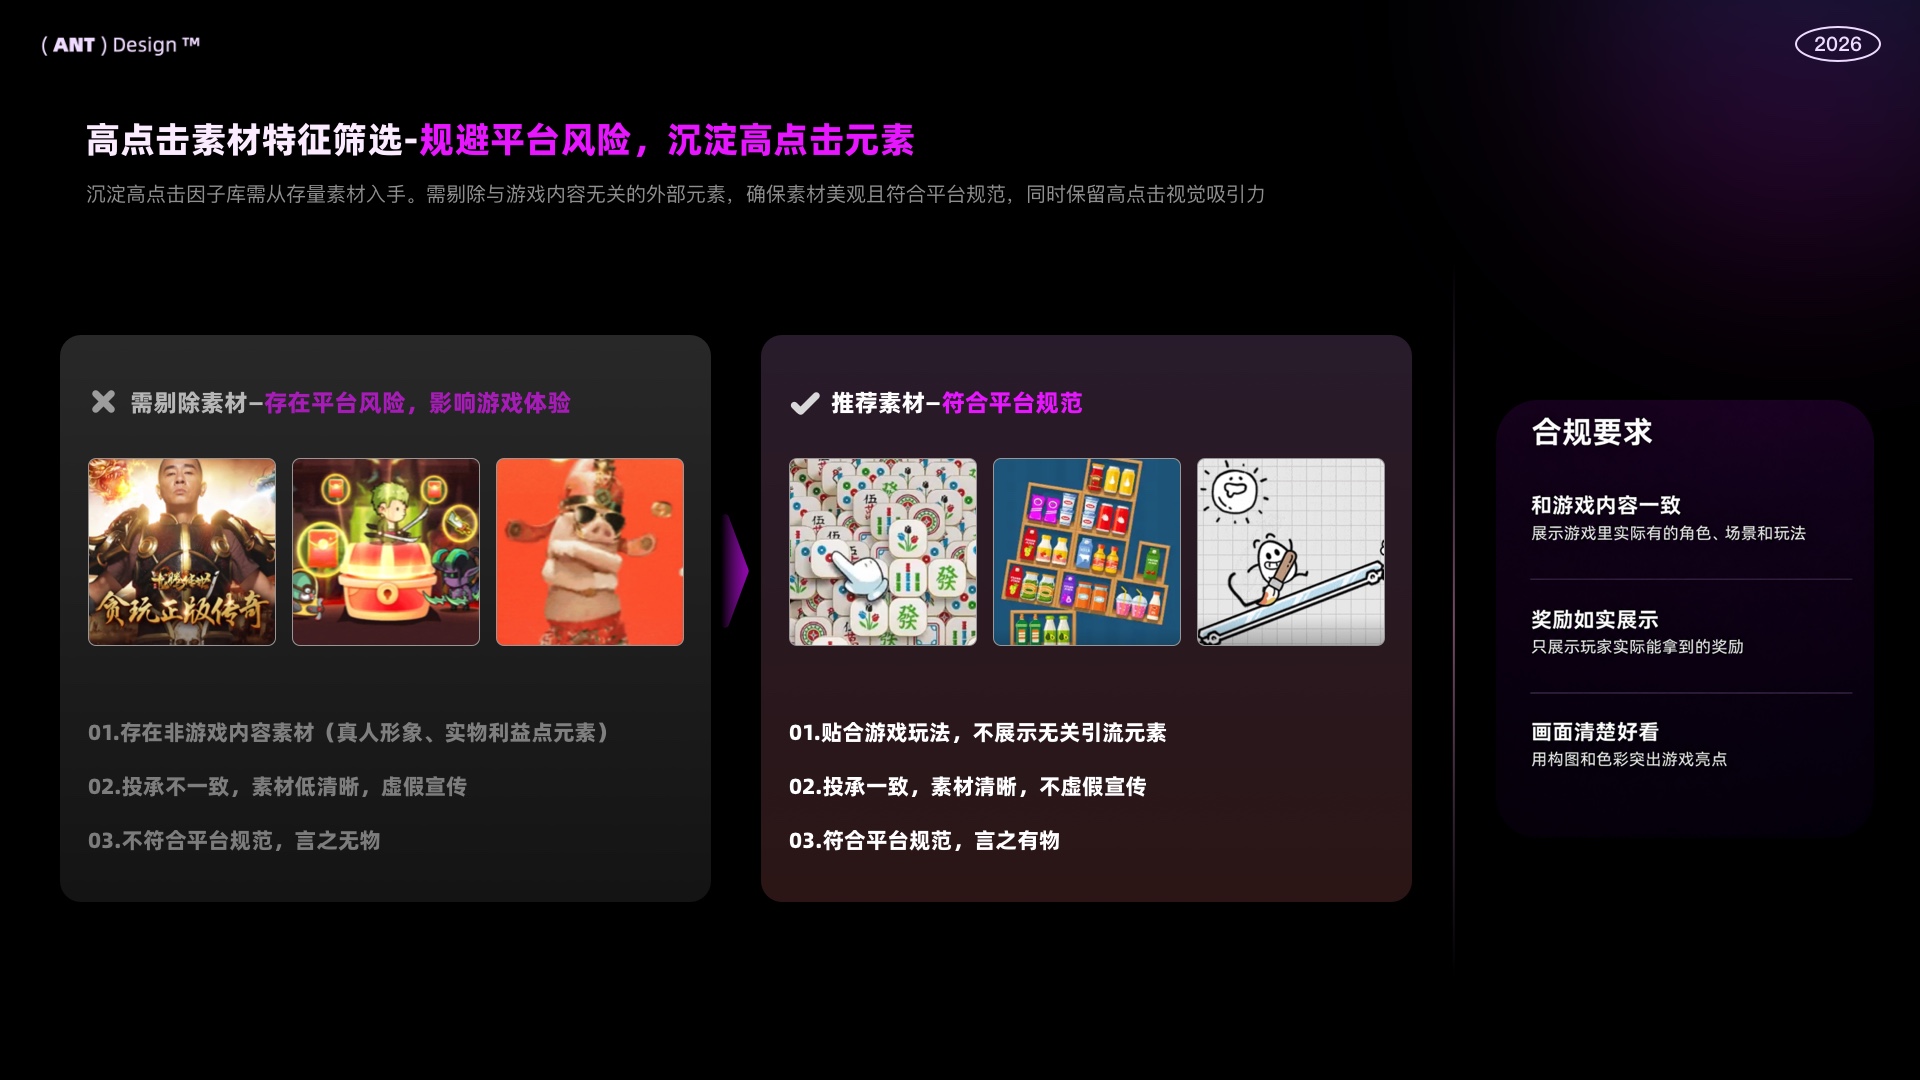 ( ANT ) Design ™
2026
高点击素材特征筛选-规避平台风险，沉淀高点击元素
沉淀高点击因子库需从存量素材入手。需剔除与游戏内容无关的外部元素，确保素材美观且符合平台规范，同时保留高点击视觉吸引力
需剔除素材–存在平台风险，影响游戏体验
贪玩正版传奇
01.存在非游戏内容素材（真人形象、实物利益点元素）
02.投承不一致，素材低清晰，虚假宣传
03.不符合平台规范，言之无物
推荐素材–符合平台规范
伍
伍
伍
發
發
01.贴合游戏玩法，不展示无关引流元素
02.投承一致，素材清晰，不虚假宣传
03.符合平台规范，言之有物
合规要求
和游戏内容一致
展示游戏里实际有的角色、场景和玩法
奖励如实展示
只展示玩家实际能拿到的奖励
画面清楚好看
用构图和色彩突出游戏亮点